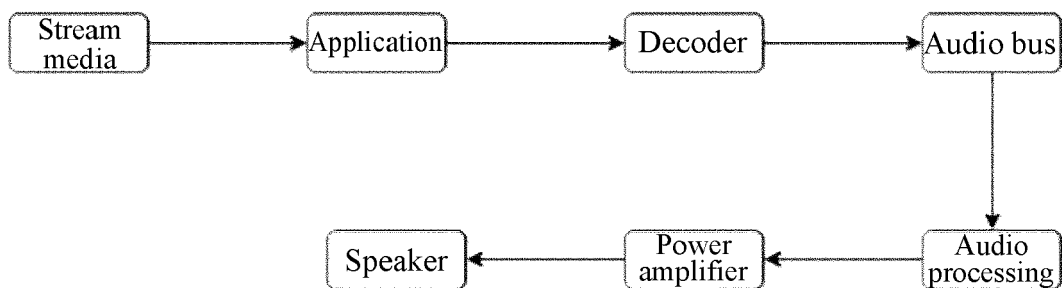 Stream
media
Application
Decoder
Audio bus
Audio
processing
Power
amplifier
Speaker